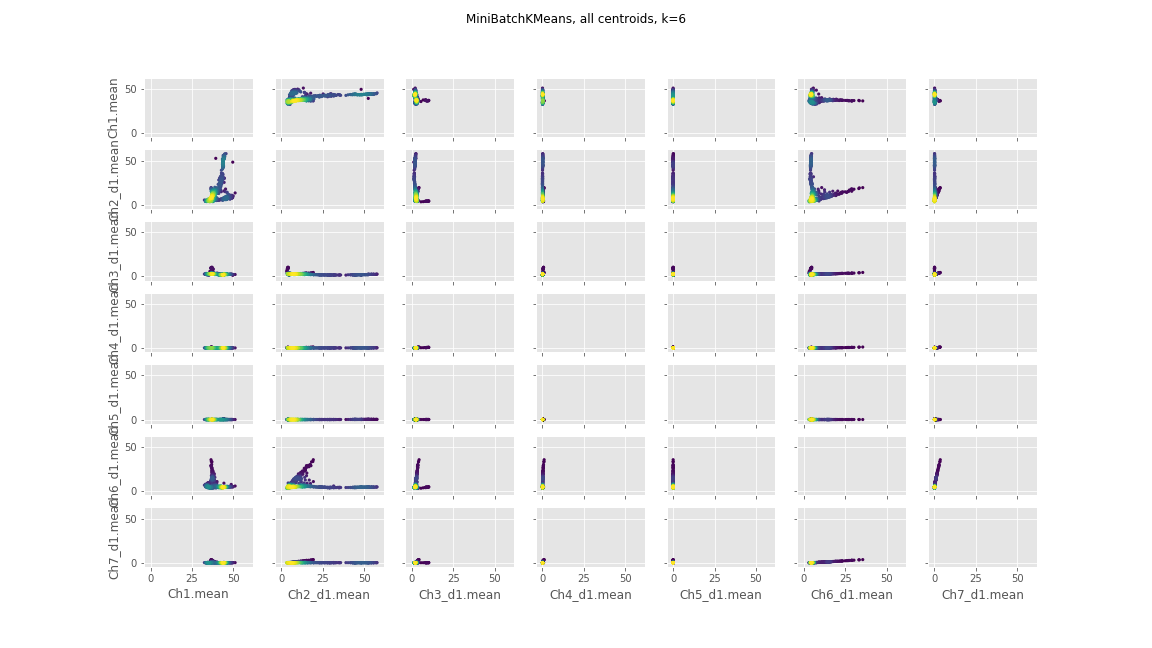 MiniBatchKMeans, all centroids, k=6
Ch1.mean
50
0
Ch2_d1.mean
50
0
Ch3_d1.mean
50
0
Ch4_d1.mean
50
0
Ch5_d1.mean
50
0
Ch6_d1.mean
50
0
Ch7_d1.mean
50
0
0 25 50 0 25 50 0 25 50 0 25 50 0 25 50 0 25 50 0 25 50
Ch1.mean Ch2_d1.mean Ch3_d1.mean Ch4_d1.mean Ch5_d1.mean Ch6_d1.mean Ch7_d1.mean